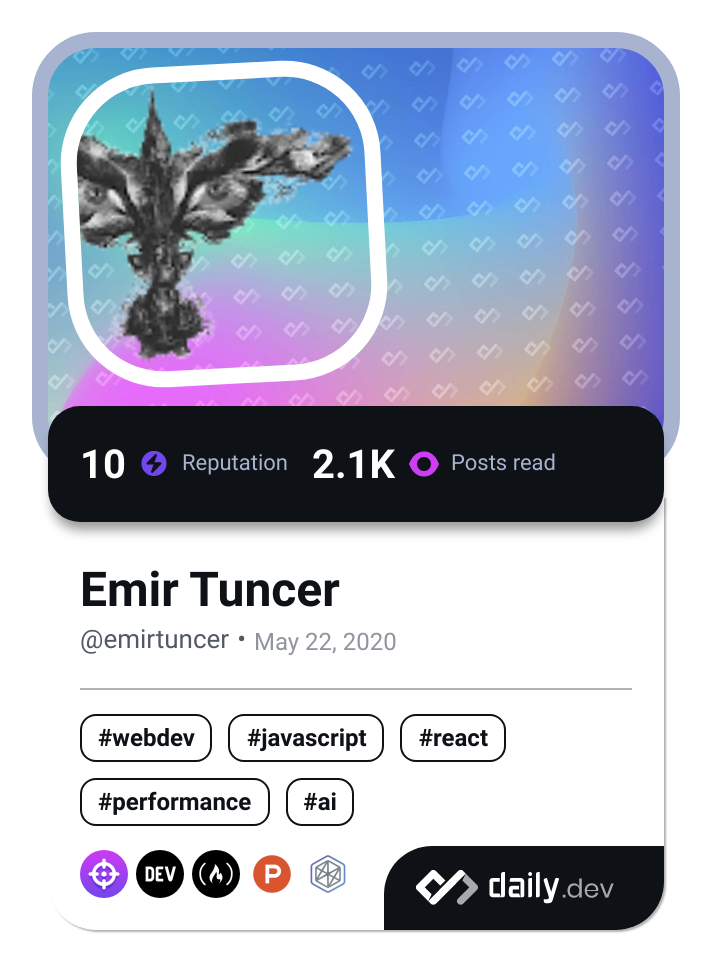 10 Reputation 2.1K Posts read
Emir Tuncer
@emirtuncer • May 22, 2020
#webdev #javascript #react
#performance #ai
DEV P daily.dev